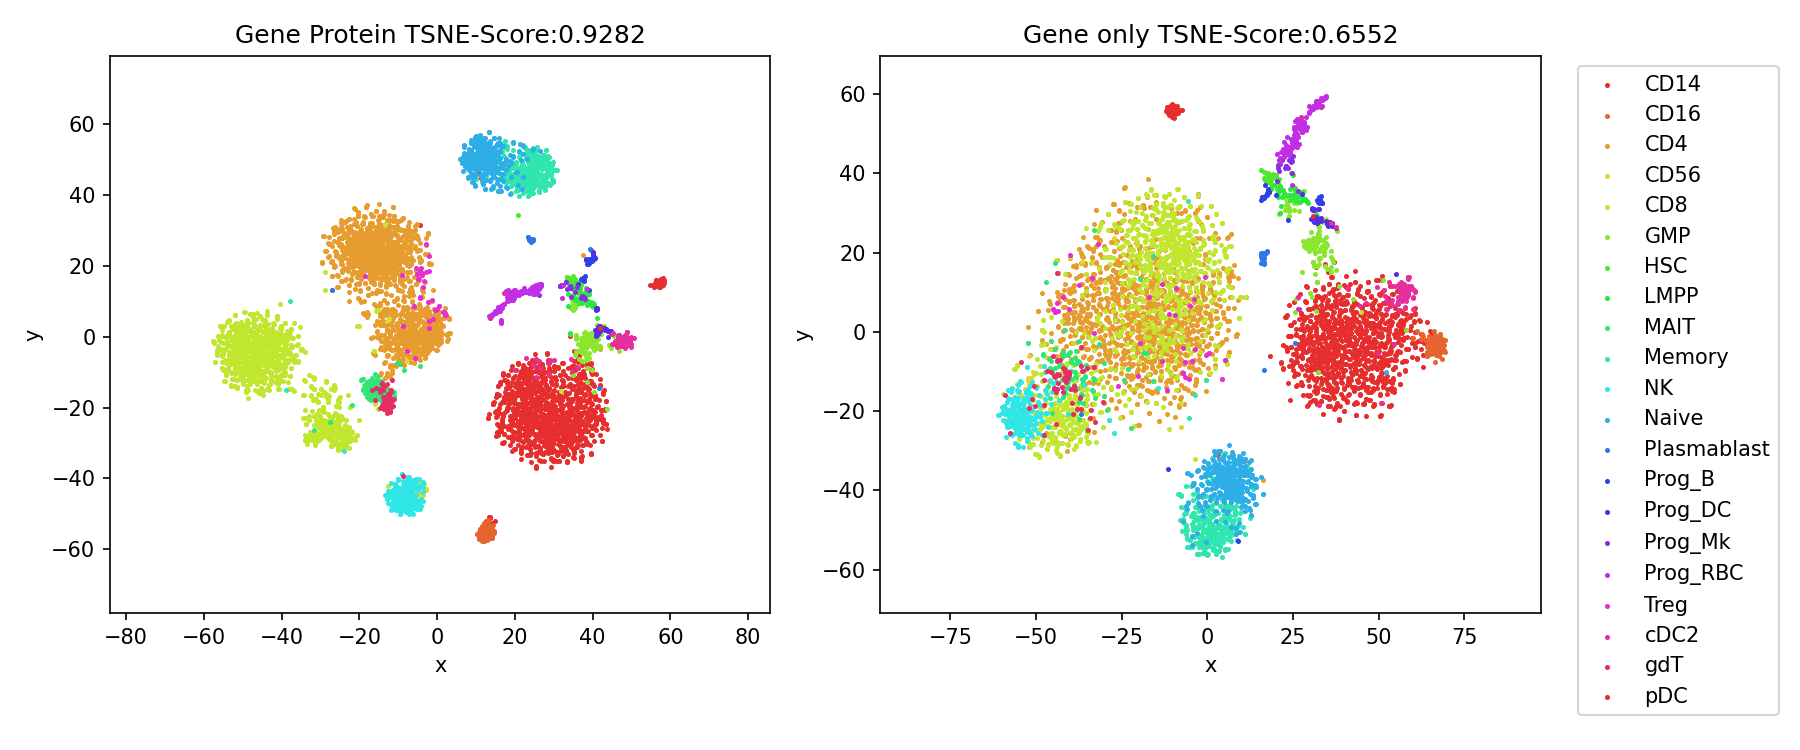 Gene Protein TSNE-Score:0.9282
60
40
20
0
−20
−40
−60
y
−80
−60
−40
−20
0
20
40
60
80
x
Gene only TSNE-Score:0.6552
60
40
20
0
−20
−40
−60
y
−75
−50
−25
0
25
50
75
x
CD14
CD16
CD4
CD56
CD8
GMP
HSC
LMPP
MAIT
Memory
NK
Naive
Plasmablast
Prog_B
Prog_DC
Prog_Mk
Prog_RBC
Treg
cDC2
gdT
pDC